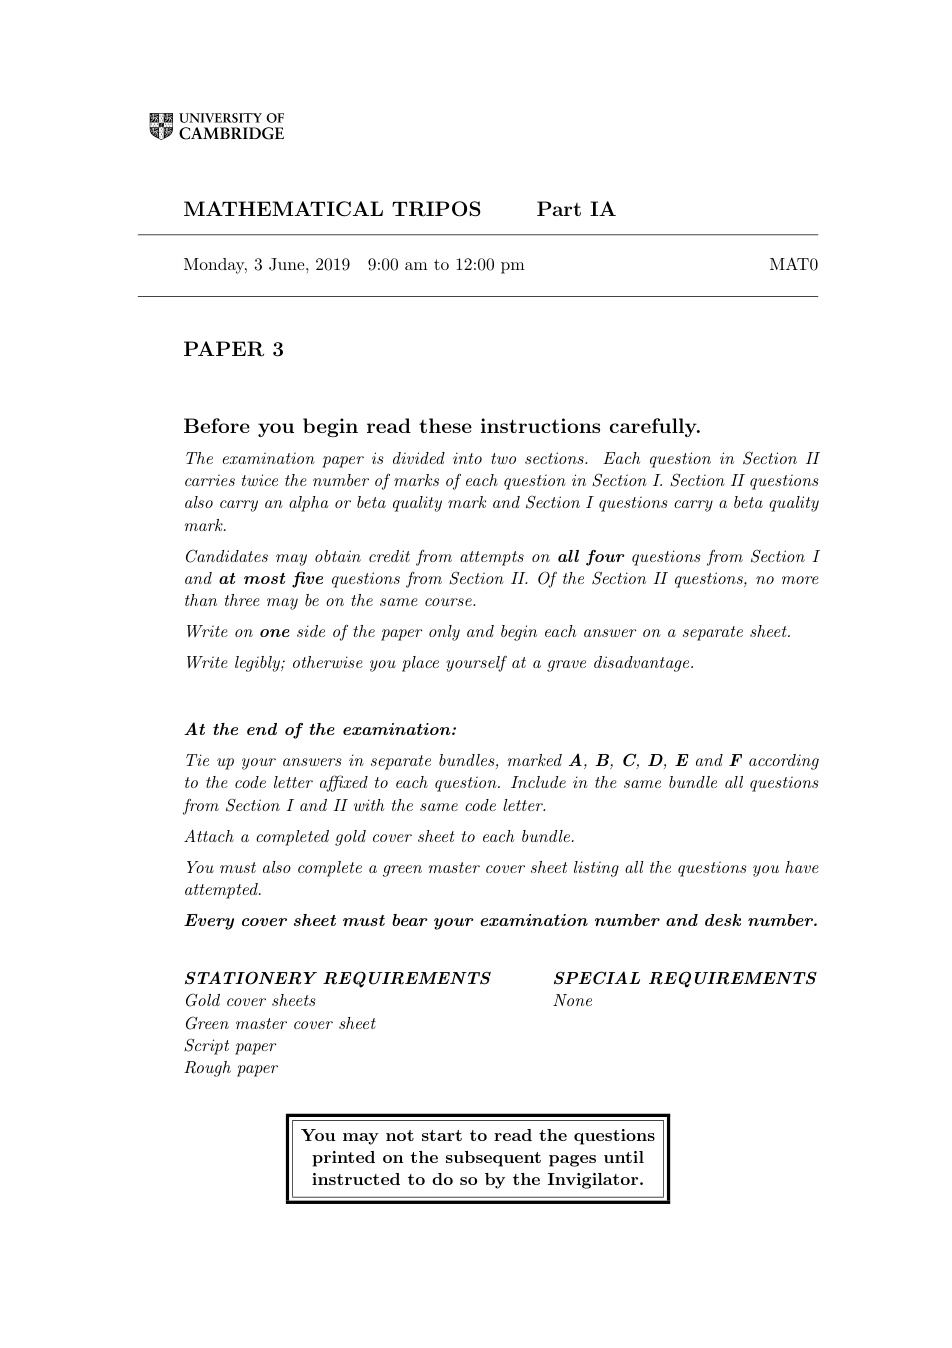 UNIVERSITY OF
CAMBRIDGE
MATHEMATICAL TRIPOS Part IA
Monday, 3 June, 2019 9:00 am to 12:00 pm MAT0
PAPER 3
Before you begin read these instructions carefully.
The examination paper is divided into two sections. Each question in Section II
carries twice the number of marks of each question in Section I. Section II questions
also carry an alpha or beta quality mark and Section I questions carry a beta quality
mark.
Candidates may obtain credit from attempts on all four questions from Section I
and at most five questions from Section II. Of the Section II questions, no more
than three may be on the same course.
Write on one side of the paper only and begin each answer on a separate sheet.
Write legibly; otherwise you place yourself at a grave disadvantage.
At the end of the examination:
Tie up your answers in separate bundles, marked A, B, C, D, E and F according
to the code letter affixed to each question. Include in the same bundle all questions
from Section I and II with the same code letter.
Attach a completed gold cover sheet to each bundle.
You must also complete a green master cover sheet listing all the questions you have
attempted.
Every cover sheet must bear your examination number and desk number.
STATIONERY REQUIREMENTS
Gold cover sheets
Green master cover sheet
Script paper
Rough paper
SPECIAL REQUIREMENTS
None
You may not start to read the questions
printed on the subsequent pages until
instructed to do so by the Invigilator.